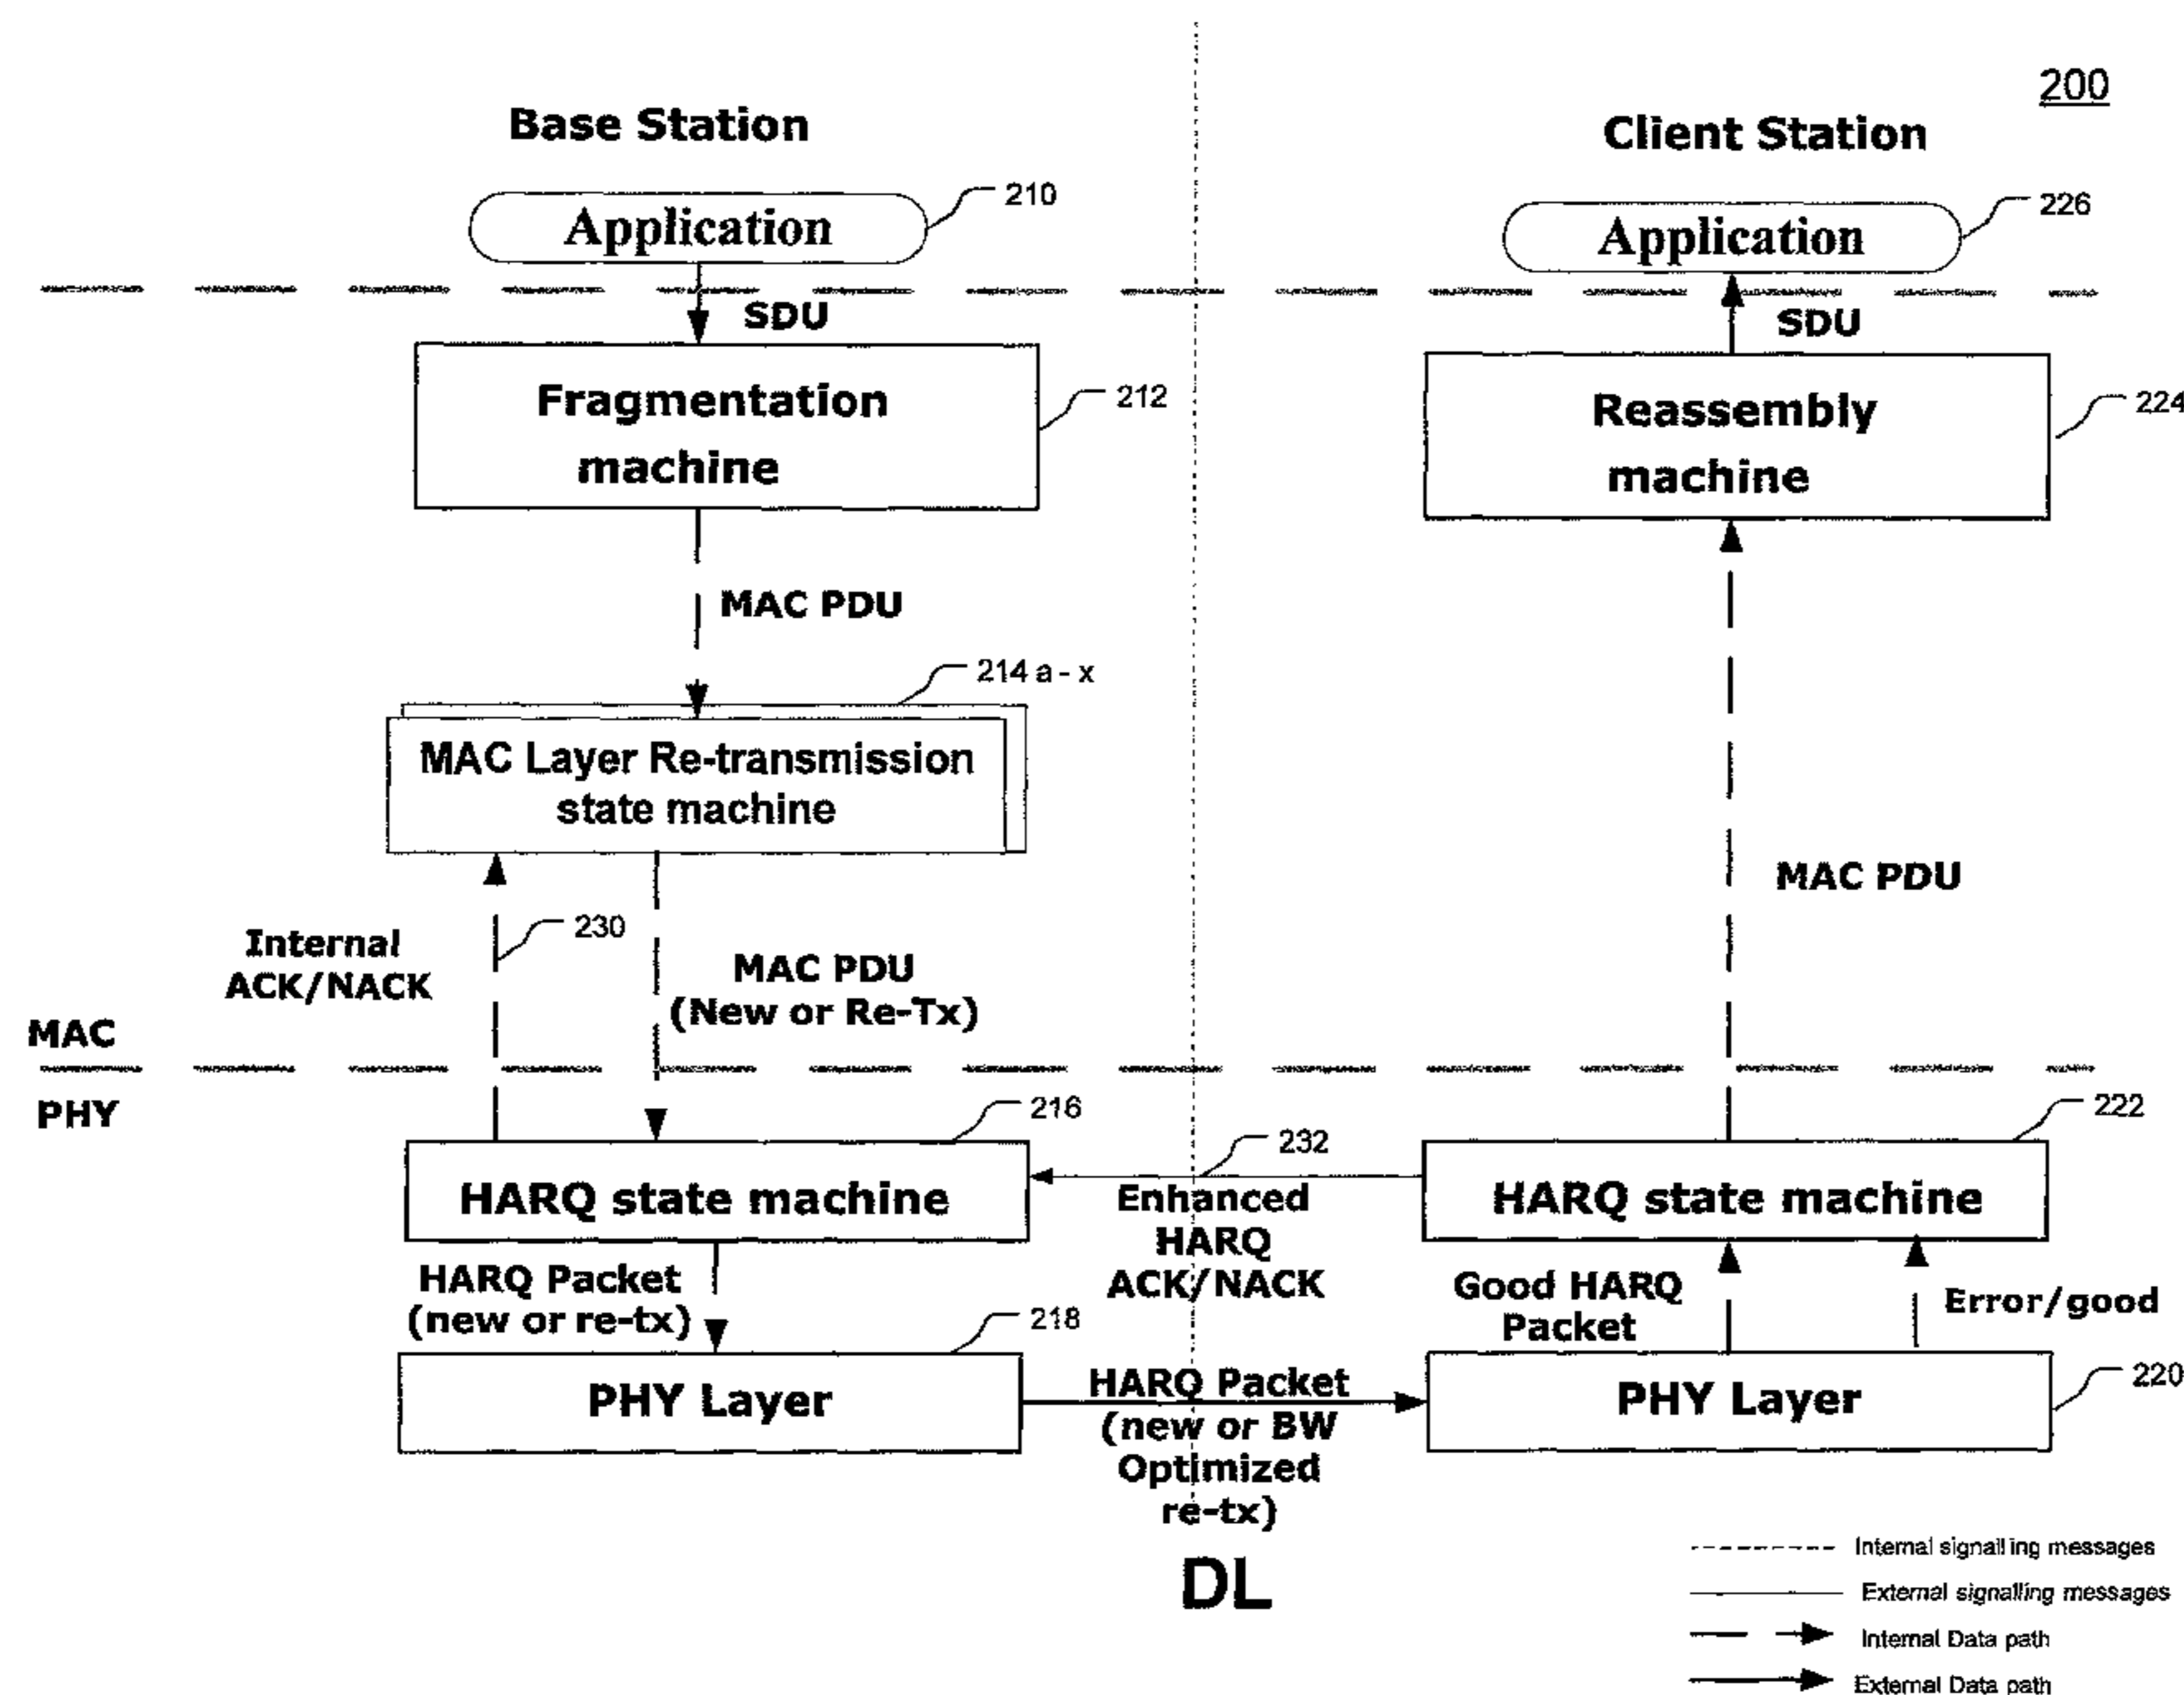 200
Base Station
Client Station
210
Application
226
Application
SDU
SDU
Fragmentation
machine
212
Reassembly
machine
224
MAC PDU
214 a - x
MAC Layer Re-transmission
state machine
MAC PDU
230
Internal
ACK/NACK
MAC PDU
(New or Re-Tx)
MAC
PHY
216
222
232
HARQ state machine
Enhanced
HARQ
ACK/NACK
HARQ state machine
HARQ Packet
(new or re-tx)
Good HARQ
Packet
Error/good
218
PHY Layer
HARQ Packet
(new or BW
Optimized
re-tx)
PHY Layer
220
DL
Internal signalling messages
External signalling messages
Internal Data path
External Data path